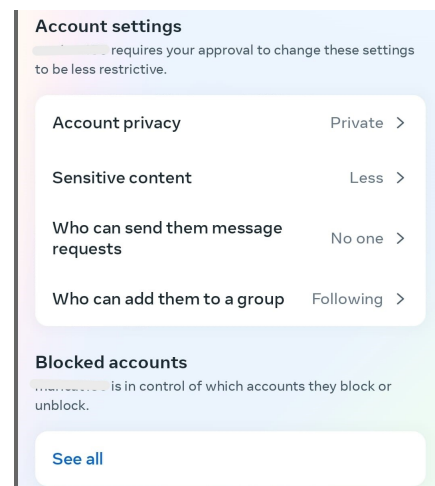 Account settings
requires your approval to change these settings
to be less restrictive.
Account privacy
Private
Sensitive content
Less
Who can send them message
requests
No one
Who can add them to a group
Following
Blocked accounts
is in control of which accounts they block or
unblock.
See all